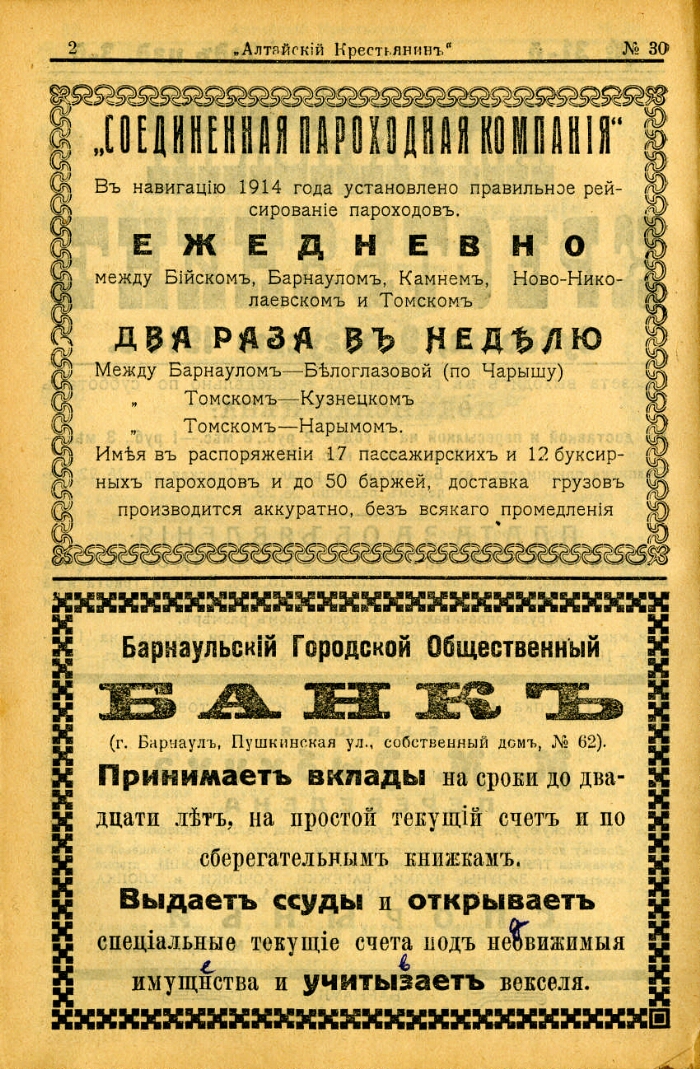 2 „Алтайскій Крестьянинъ“ № 30
„СОЕДИНЕННАЯ ПАРОХОДНАЯ КОМПАНІЯ“
Въ навигацію 1914 года установлено правильное рей-
сированіе пароходовъ.
ЕЖЕДНЕВНО
между Бійскомъ, Барнауломъ, Камнемъ, Ново-Нико-
лаевскомъ и Томскомъ
ДВА РАЗА ВЪ НЕДѢЛЮ
Между Барнауломъ—Бѣлоглазовой (по Чарышу)
„ Томскомъ—Кузнецкомъ
„ Томскомъ—Нарымомъ.
Имѣя въ распоряженіи 17 пассажирскихъ и 12 буксир-
ныхъ пароходовъ и до 50 баржей, доставка грузовъ
производится аккуратно, безъ всякаго промедленія
Барнаульскій Городской Общественный
БАНКЪ
(г. Барнаулъ, Пушкинская ул., собственный домъ, № 62).
Принимаетъ вклады на сроки до два-
дцати лѣтъ, на простой текущій счетъ и по
сберегательнымъ книжкамъ.
Выдаетъ ссуды и открываетъ
спеціальные текущіе счета подъ недвижимыя
имущества и учитываетъ векселя.